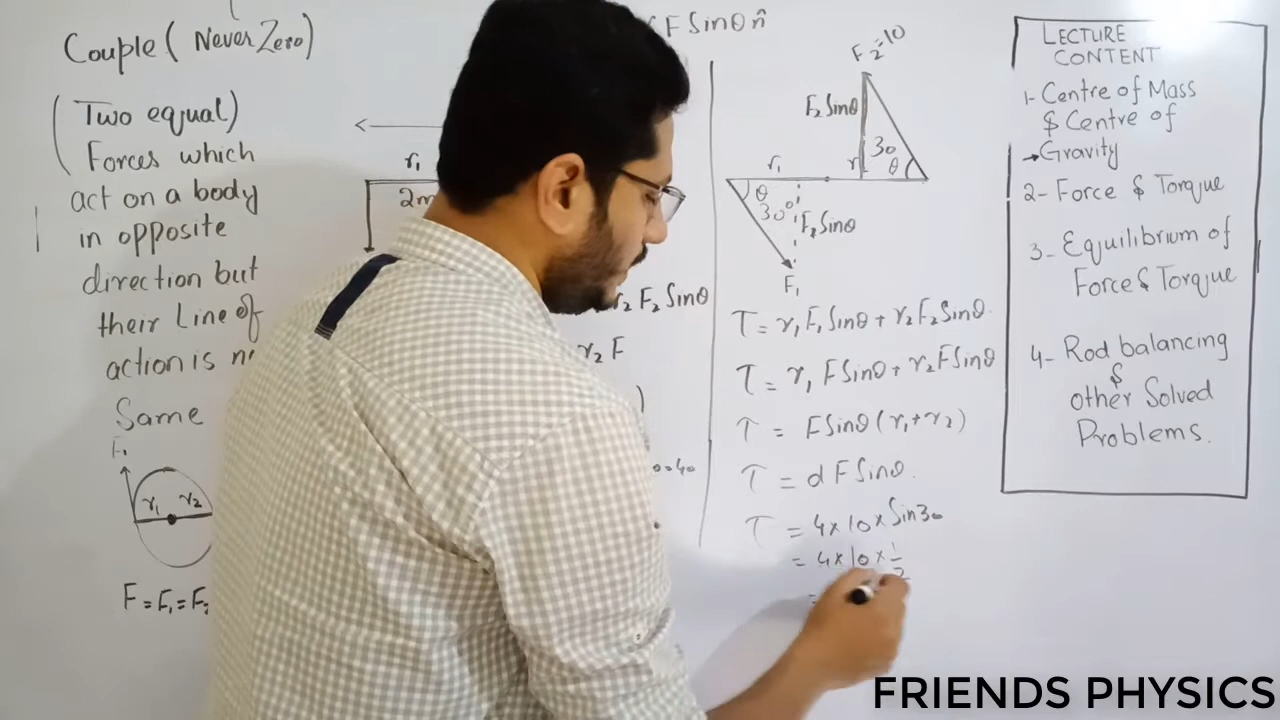 Couple ( Never Zero)
(Two equal)
Forces which
act on a body
in opposite
direction but
their Line of
action is
Same
F₁
r₁ r₂
F = F₁ = F₂
F Sinθ n̂
r₁
2m
r₂ F₂ Sinθ
r₂ F
F₂=10
F₂ Sinθ
30
θ
r₁
r
θ
30°
F₂ Sinθ
F₁
τ = r₁ F₁ Sinθ + r₂ F₂ Sinθ.
τ = r₁ F Sinθ + r₂ F Sinθ
τ = F Sinθ (r₁ + r₂)
τ = d F Sinθ.
τ = 4 x 10 x Sin30
= 4 x 10 x 1/2
=
LECTURE
CONTENT
1- Centre of Mass
$ Centre of
→ Gravity
2- Force $ Torque
3- Equilibrium of
Force $ Torque
4- Rod balancing
$
other Solved
Problems.
FRIENDS PHYSICS